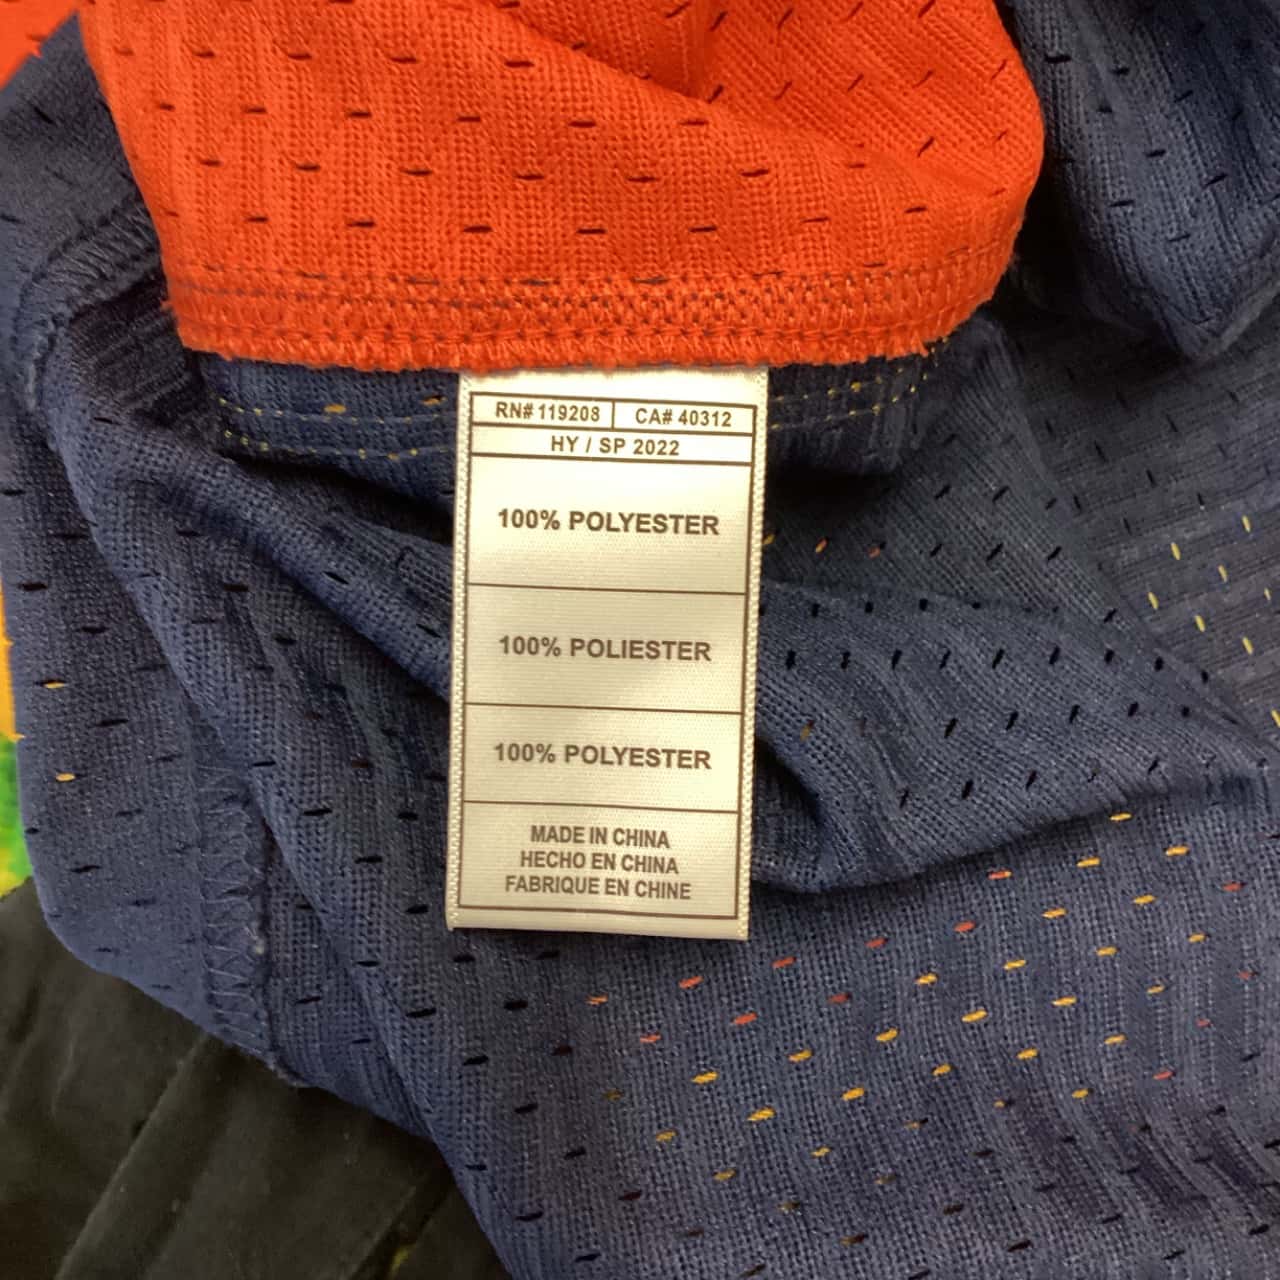 RN# 119208 CA# 40312
HY / SP 2022
100% POLYESTER
100% POLIESTER
100% POLYESTER
MADE IN CHINA
HECHO EN CHINA
FABRIQUE EN CHINE